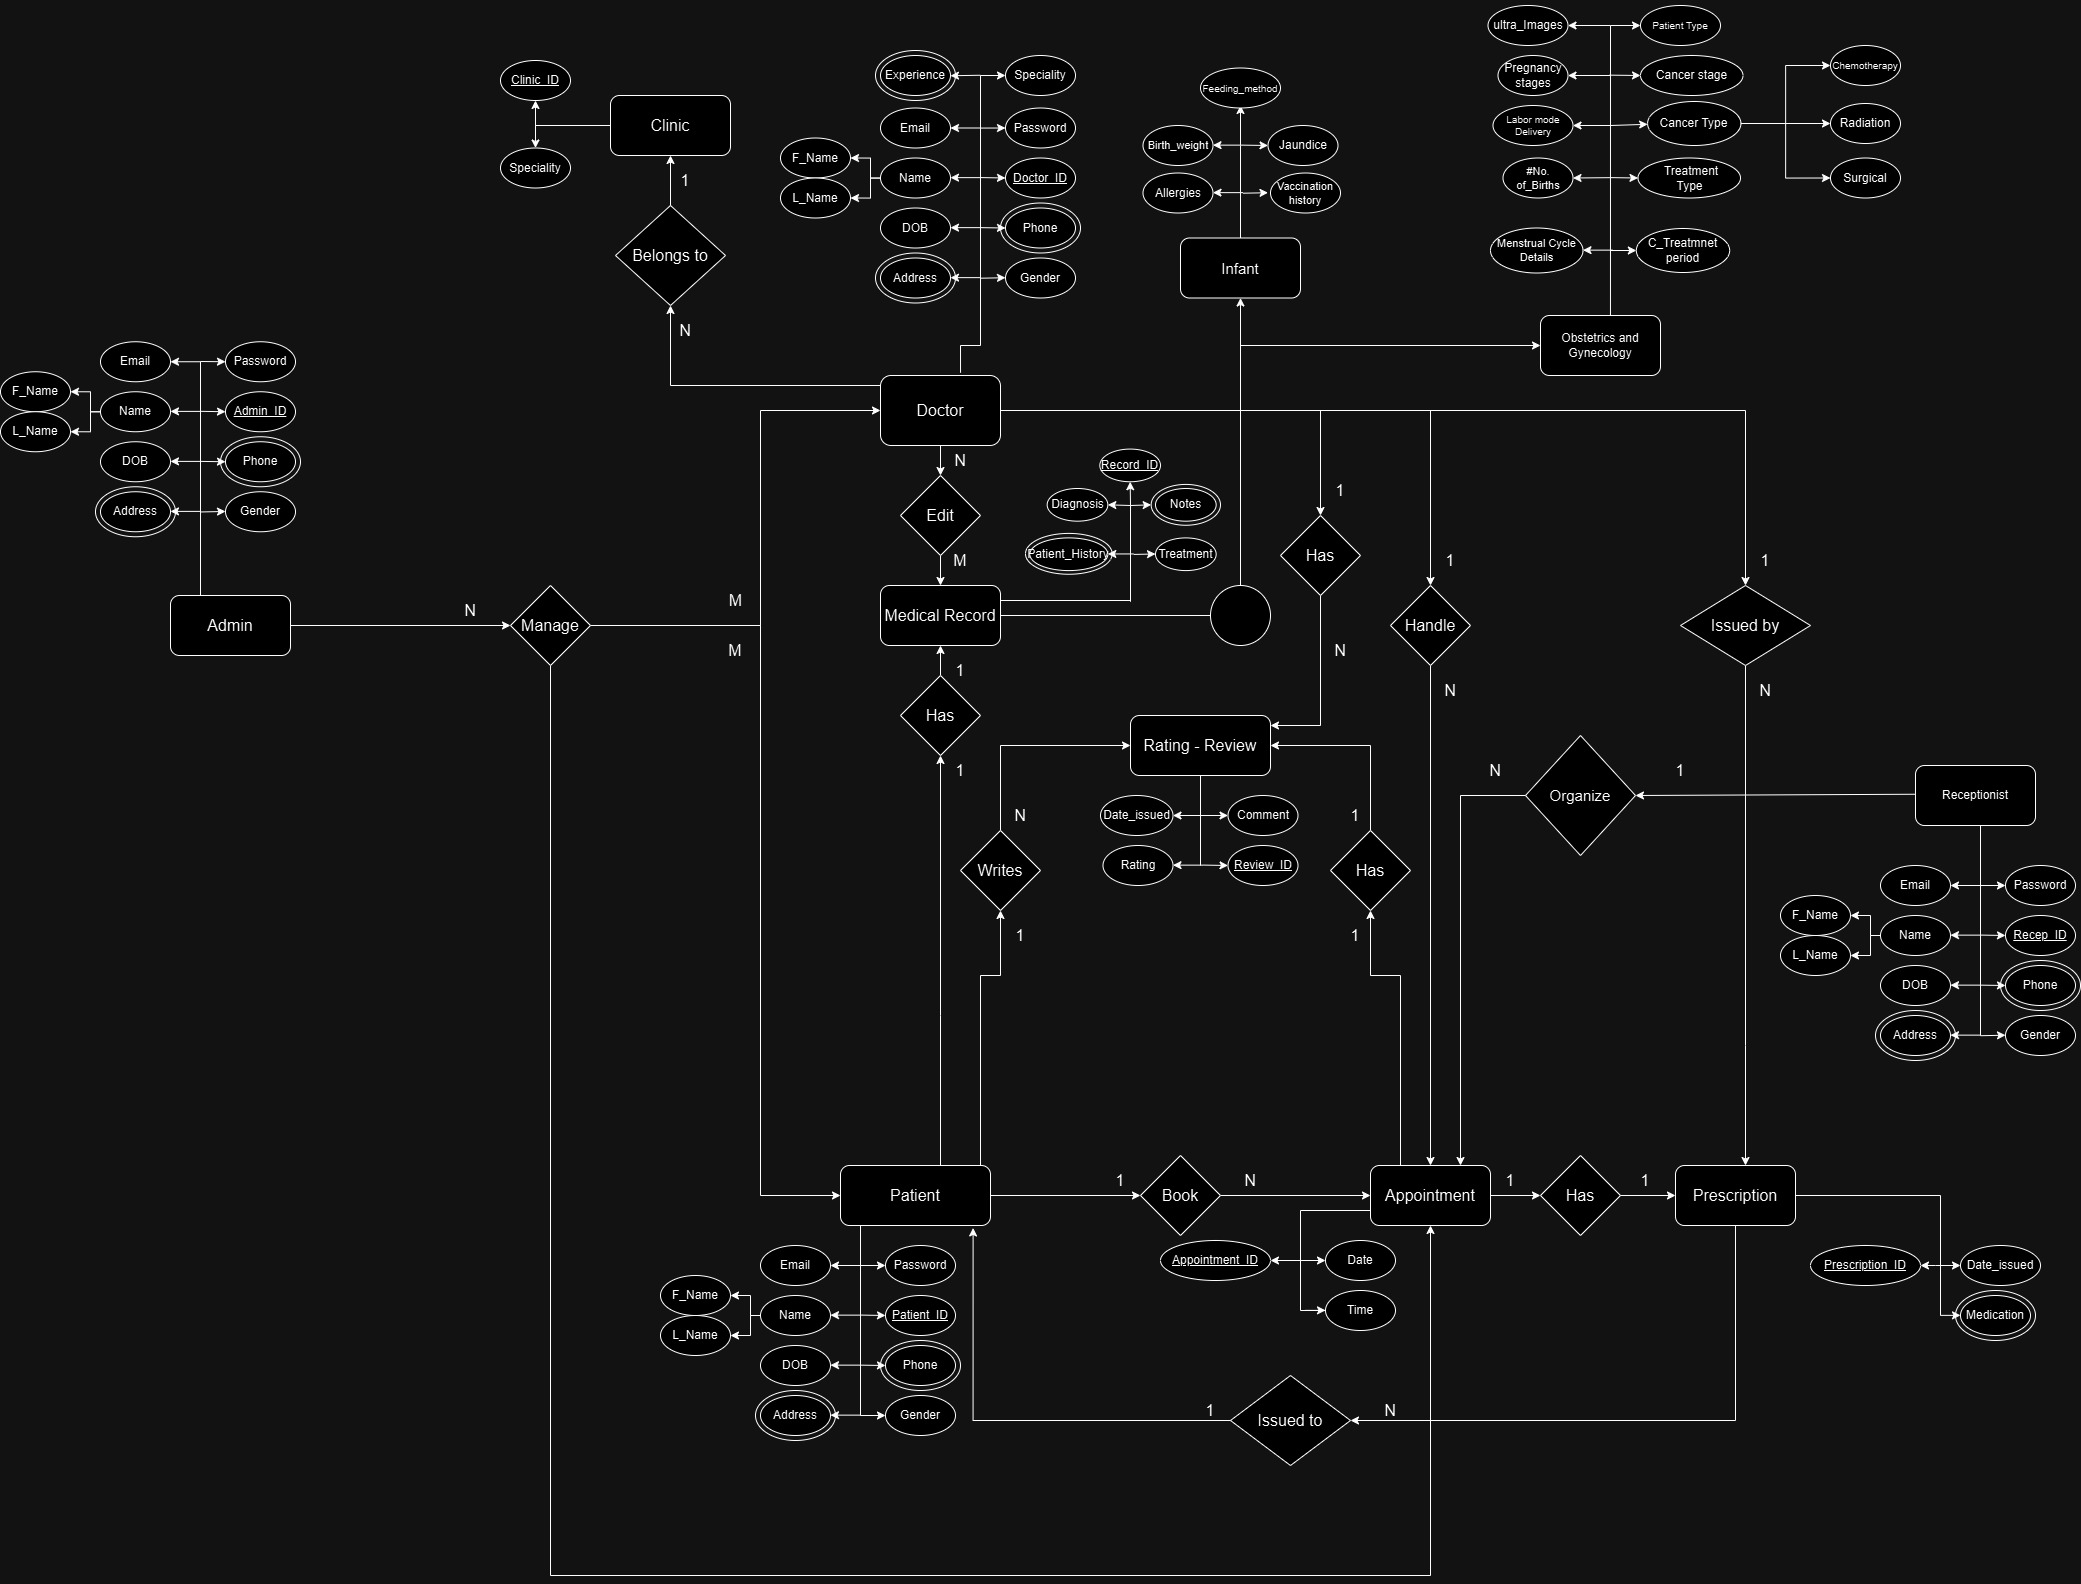 ultra_Images
Patient Type
Experience
Speciality
Pregnancy
stages
Cancer stage
Chemotherapy
Clinic_ID
Feeding_method
Clinic
Email
Password
Labor mode
Delivery
Cancer Type
Radiation
F_Name
Birth_weight
Jaundice
Speciality
Name
Doctor_ID
#No.
of_Births
Treatment
Type
Surgical
1
L_Name
Allergies
Vaccination
history
DOB
Phone
Belongs to
Menstrual Cycle
Details
C_Treatmnet
period
Address
Gender
Infant
N
Obstetrics and
Gynecology
Email
Password
F_Name
Name
Admin_ID
Doctor
L_Name
DOB
Phone
N
Record_ID
1
Address
Gender
Edit
Diagnosis
Notes
Has
M
Patient_History
Treatment
1
1
N
M
Admin
Manage
Medical Record
Handle
Issued by
M
1
N
N
N
Has
Rating - Review
1
N
1
Organize
Receptionist
N
Date_issued
Comment
1
Writes
Rating
Review_ID
Has
Email
Password
F_Name
1
1
Name
Recep_ID
L_Name
DOB
Phone
Address
Gender
Patient
1
Book
N
Appointment
1
Has
1
Prescription
Email
Password
Appointment_ID
Date
Prescription_ID
Date_issued
F_Name
Name
Patient_ID
Time
Medication
L_Name
DOB
Phone
Address
Gender
1
Issued to
N